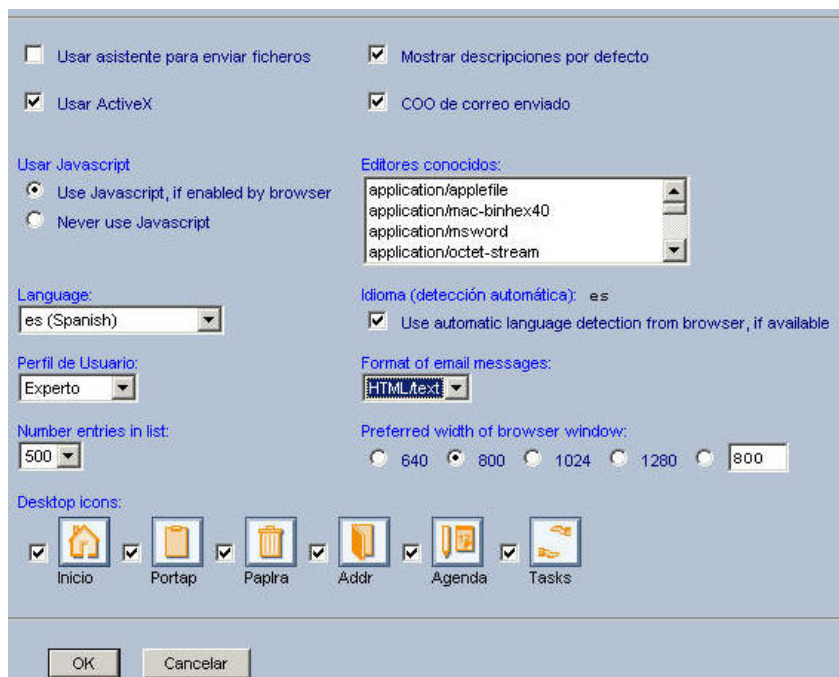 Usar asistente para enviar ficheros
Mostrar descripciones por defecto
Usar ActiveX
COO de correo enviado
Usar Javascript
Use Javascript, if enabled by browser
Never use Javascript
Editores conocidos:
application/applefile
application/mac-binhex40
application/msword
application/octet-stream
Language:
es (Spanish)
Idioma (detección automática): es
Use automatic language detection from browser, if available
Perfil de Usuario:
Experto
Format of email messages:
HTML/text
Number entries in list:
500
Preferred width of browser window:
640 800 1024 1280 800
Desktop icons:
Inicio Portap Paplra Addr Agenda Tasks
OK Cancelar